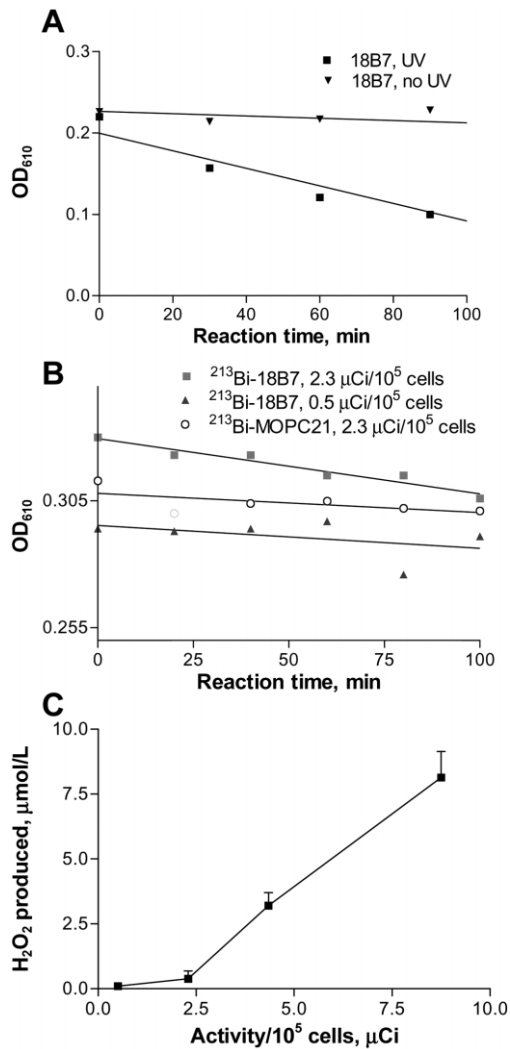 A
0.3
18B7, UV
18B7, no UV
0.2
OD₆₁₀
0.1
0.0
0 20 40 60 80 100
Reaction time, min
B
²¹³Bi-18B7, 2.3 μCi/10⁵ cells
²¹³Bi-18B7, 0.5 μCi/10⁵ cells
²¹³Bi-MOPC21, 2.3 μCi/10⁵ cells
0.305
OD₆₁₀
0.255
0 25 50 75 100
Reaction time, min
C
10.0
7.5
H₂O₂ produced, μmol/L
5.0
2.5
0.0
0.0 2.5 5.0 7.5 10.0
Activity/10⁵ cells, μCi